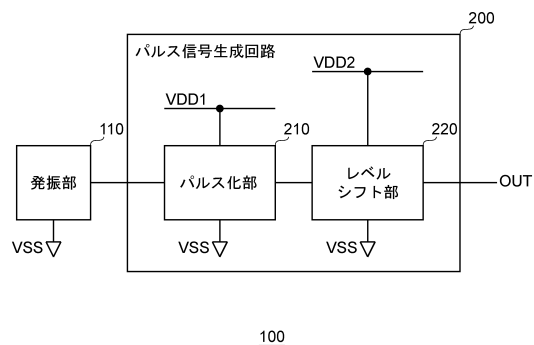 200
パルス信号生成回路
VDD2
VDD1
110
210
220
発振部
パルス化部
レベル
シフト部
OUT
VSS
VSS
VSS
100